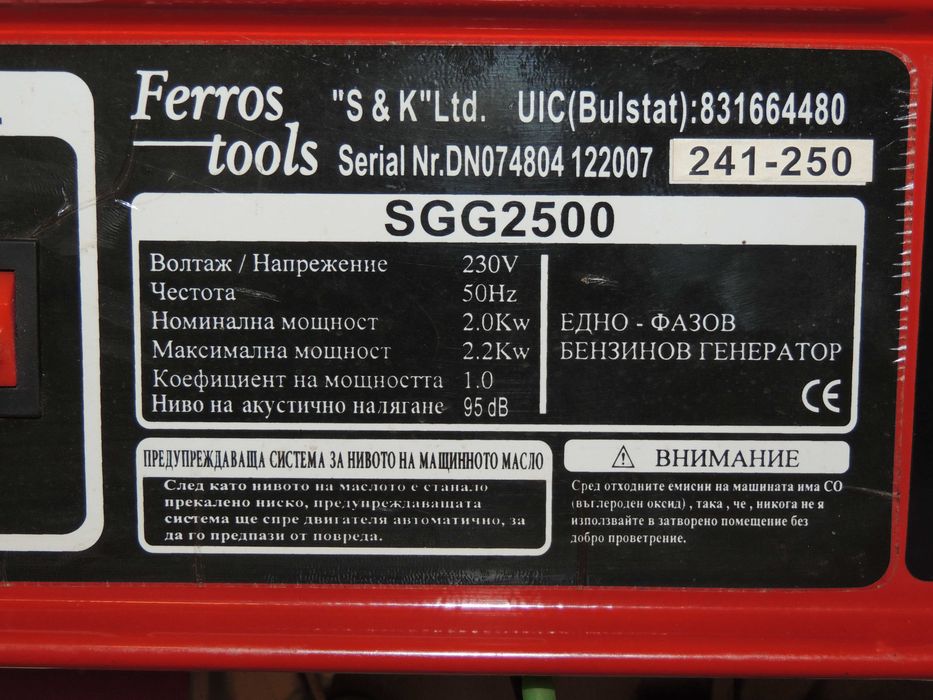 Ferros tools
"S & K"Ltd. UIC(Bulstat):831664480
Serial Nr.DN074804 122007 241-250
SGG2500
Волтаж / Напрежение 230V
Честота 50Hz
Номинална мощност 2.0Kw
Максимална мощност 2.2Kw
Коефициент на мощността 1.0
Ниво на акустично налягане 95 dB
ЕДНО - ФАЗОВ
БЕНЗИНОВ ГЕНЕРАТОР
CE
ПРЕДУПРЕЖДАВАЩА СИСТЕМА ЗА НИВОТО НА МАЩИННОТО МАСЛО
След като нивото на маслото е станало
прекалено ниско, предупреждаващата
система ще спре двигателя автоматично, за
да го предпази от повреда.
ВНИМАНИЕ
Сред отходните емисии на машината има CO
(въглероден оксид) , така , че , никога не я
използвайте в затворено помещение без
добро проветрение.